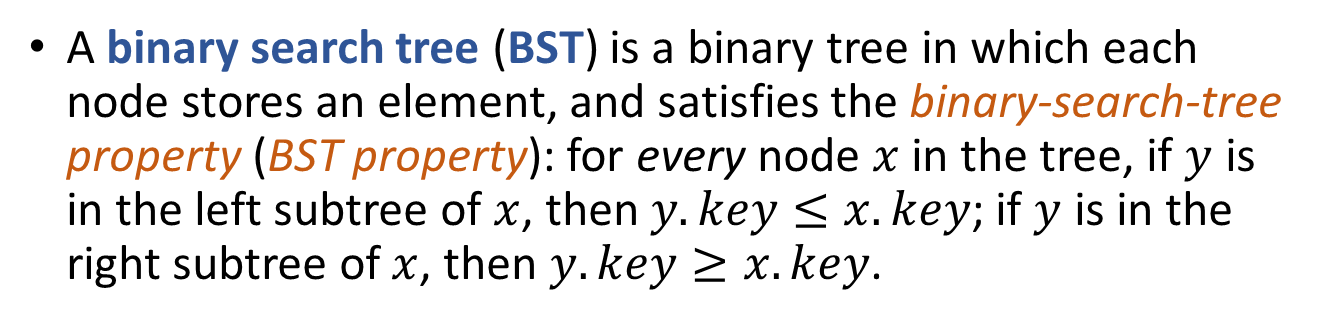 • A binary search tree (BST) is a binary tree in which each
node stores an element, and satisfies the binary-search-tree
property (BST property): for every node 𝑥 in the tree, if 𝑦 is
in the left subtree of 𝑥, then 𝑦. 𝑘𝑒𝑦 ≤ 𝑥. 𝑘𝑒𝑦; if 𝑦 is in the
right subtree of 𝑥, then 𝑦. 𝑘𝑒𝑦 ≥ 𝑥. 𝑘𝑒𝑦.